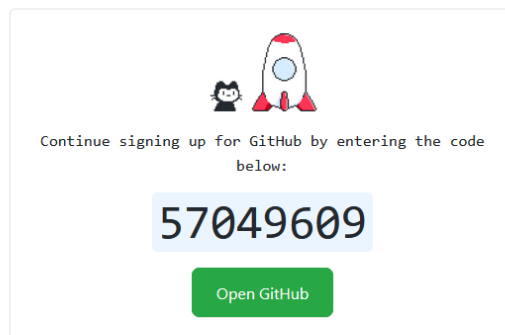 Continue signing up for GitHub by entering the code
below:
57049609
Open GitHub